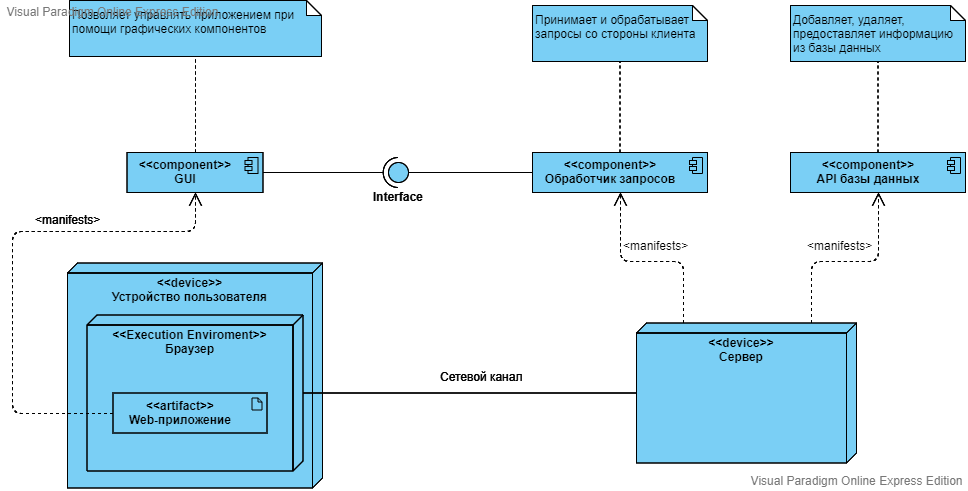 Visual Paradigm Online Express Edition
Позволяет управлять приложением при
помощи графических компонентов
Принимает и обрабатывает
запросы со стороны клиента
Добавляет, удаляет,
предоставляет информацию
из базы данных
<<component>>
GUI
Interface
<<component>>
Обработчик запросов
<<component>>
API базы данных
<manifests>
<manifests>
<manifests>
<<device>>
Устройство пользователя
<<Execution Enviroment>>
Браузер
<<artifact>>
Web-приложение
Сетевой канал
<<device>>
Сервер
Visual Paradigm Online Express Edition